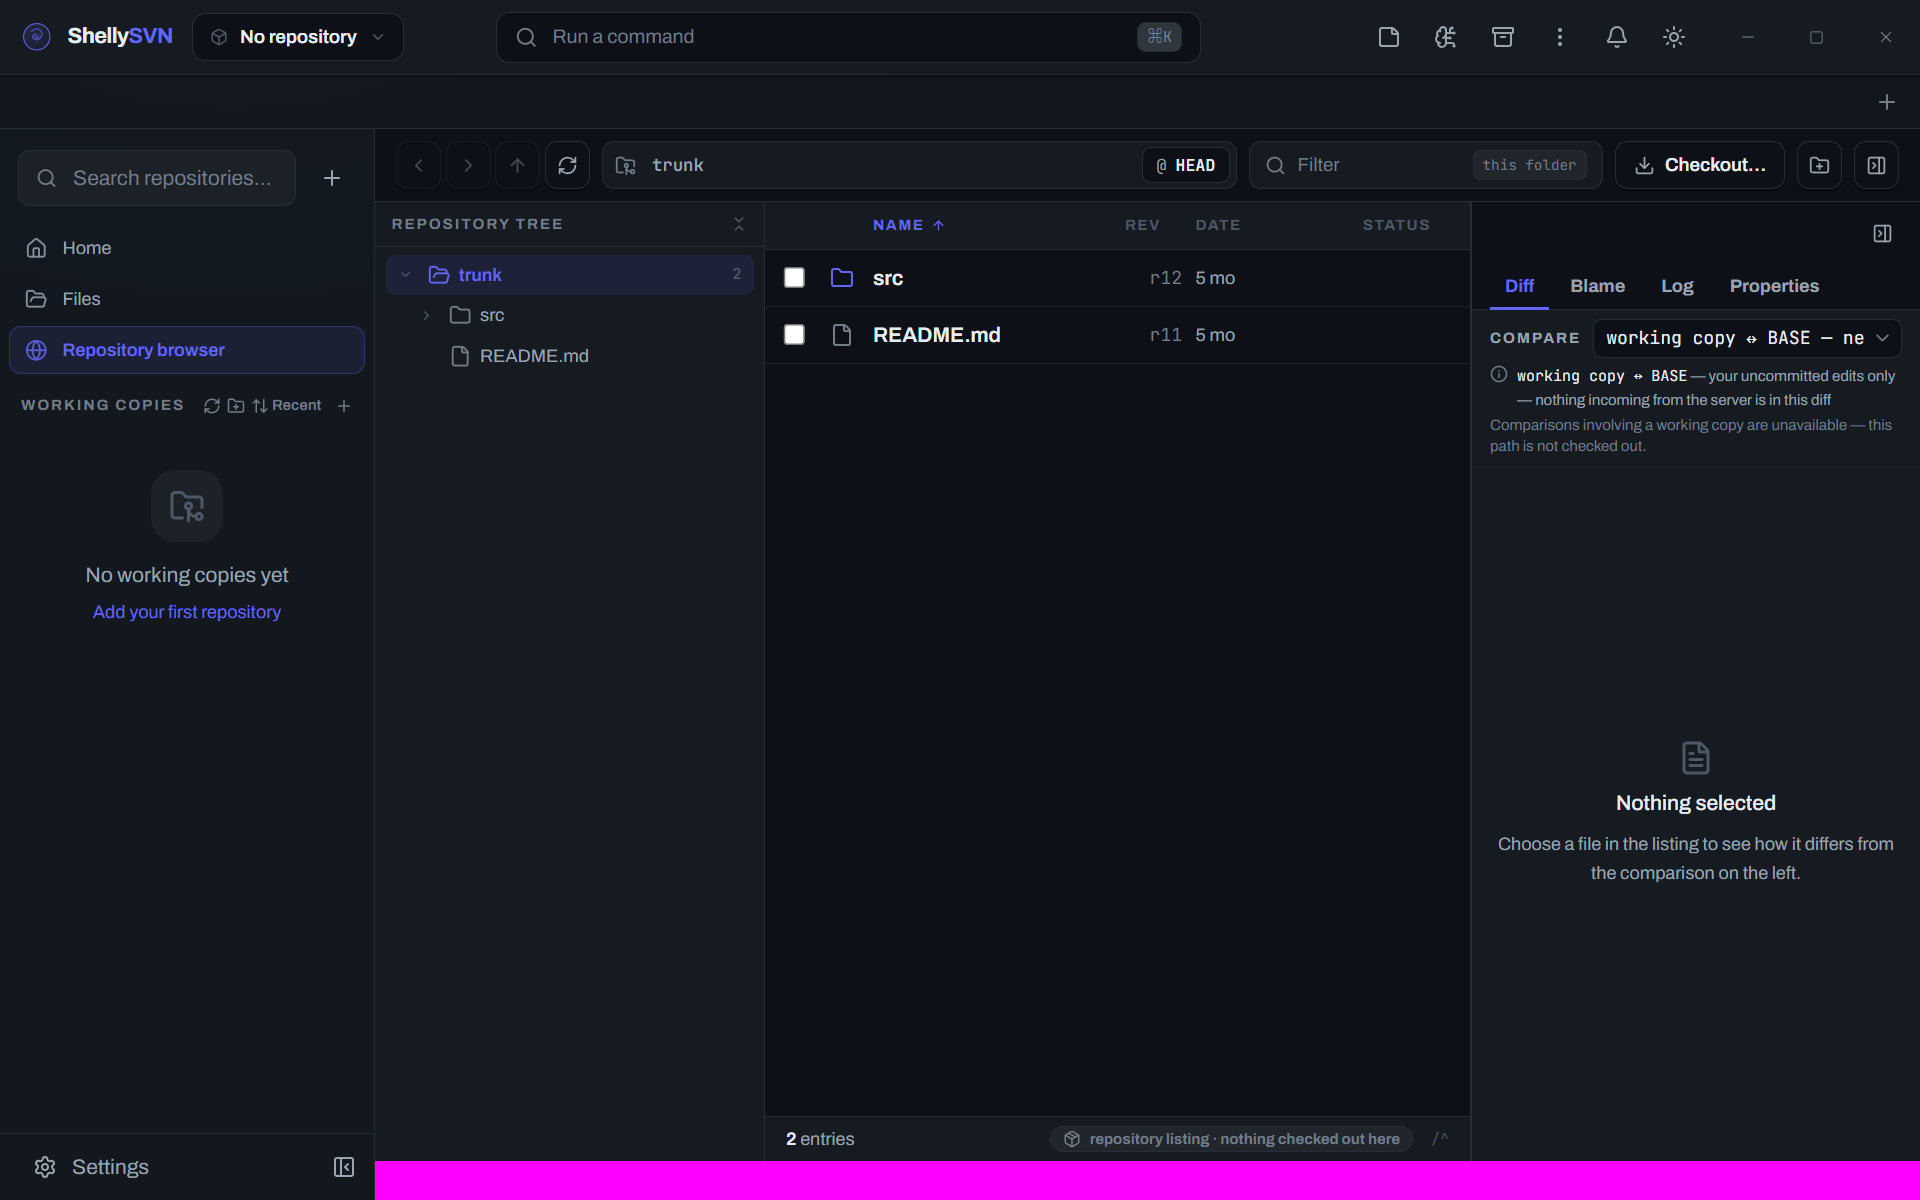 ShellySVN
No repository
Run a command
⌘K
Search repositories...
Home
Files
Repository browser
WORKING COPIES
Recent
No working copies yet
Add your first repository
Settings
trunk
@ HEAD
Filter
this folder
Checkout...
REPOSITORY TREE
trunk
2
src
README.md
NAME
REV
DATE
STATUS
src
r12
5 mo
README.md
r11
5 mo
2 entries
repository listing · nothing checked out here
/^
Diff
Blame
Log
Properties
COMPARE
working copy ↔ BASE — ne
working copy ↔ BASE — your uncommitted edits only
— nothing incoming from the server is in this diff
Comparisons involving a working copy are unavailable — this
path is not checked out.
Nothing selected
Choose a file in the listing to see how it differs from
the comparison on the left.